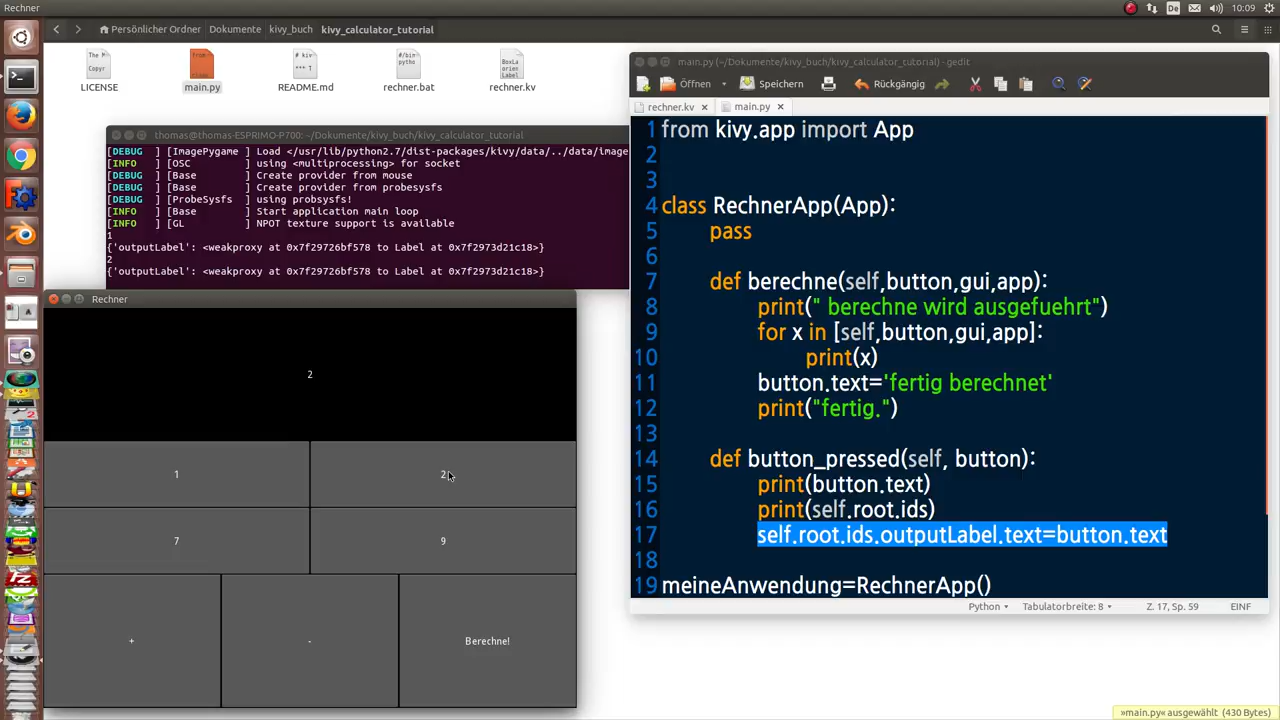 Rechner
De
10:09
Persönlicher Ordner Dokumente kivy_buch kivy_calculator_tutorial
LICENSE main.py README.md rechner.bat rechner.kv
thomas@thomas-ESPRIMO-P700: ~/Dokumente/kivy_buch/kivy_calculator_tutorial
[DEBUG ] [ImagePygame ] Load </usr/lib/python2.7/dist-packages/kivy/data/../data/image
[INFO ] [OSC ] using <multiprocessing> for socket
[DEBUG ] [Base ] Create provider from mouse
[DEBUG ] [Base ] Create provider from probesysfs
[DEBUG ] [ProbeSysfs ] using probsysfs!
[INFO ] [Base ] Start application main loop
[INFO ] [GL ] NPOT texture support is available
1
{'outputLabel': <weakproxy at 0x7f29726bf578 to Label at 0x7f2973d21c18>}
2
{'outputLabel': <weakproxy at 0x7f29726bf578 to Label at 0x7f2973d21c18>}
Rechner
2
1 2
7 9
+ - Berechne!
main.py (~/Dokumente/kivy_buch/kivy_calculator_tutorial) - gedit
Öffnen Speichern Rückgängig
rechner.kv main.py
1 from kivy.app import App
2
3
4 class RechnerApp(App):
5 pass
6
7 def berechne(self,button,gui,app):
8 print(" berechne wird ausgefuehrt")
9 for x in [self,button,gui,app]:
10 print(x)
11 button.text='fertig berechnet'
12 print("fertig.")
13
14 def button_pressed(self, button):
15 print(button.text)
16 print(self.root.ids)
17 self.root.ids.outputLabel.text=button.text
18
19 meineAnwendung=RechnerApp()
Python Tabulatorbreite: 8 Z. 17, Sp. 59 EINF
»main.py« ausgewählt (430 Bytes)